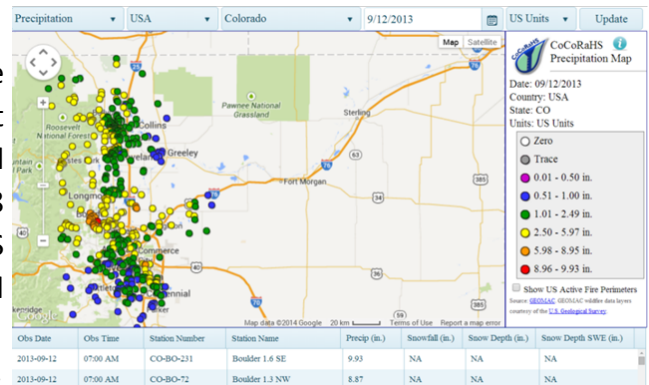 Precipitation USA Colorado 9/12/2013 US Units Update
Map Satellite
CoCoRaHS
CoCoRaHS
Precipitation Map
Date: 09/12/2013
Country: USA
State: CO
Units: US Units
Zero
Trace
0.01 - 0.50 in.
0.51 - 1.00 in.
1.01 - 2.49 in.
2.50 - 5.97 in.
5.98 - 8.95 in.
8.96 - 9.93 in.
Show US Active Fire Perimeters
Source: GEOMAC. GEOMAC wildfire data layers
courtesy of the U.S. Geological Survey.
Pawnee National
Grassland
Sterling
Roosevelt
National Forest
Collins
Greeley
Fort Morgan
Longmo
Commerce
ennial
Google
Map data ©2014 Google 20 km Terms of Use Report a map error
Obs Date Obs Time Station Number Station Name Precip (in.) Snowfall (in.) Snow Depth (in.) Snow Depth SWE (in.)
2013-09-12 07:00 AM CO-BO-231 Boulder 1.6 SE 9.93 NA NA NA
2013-09-12 07:00 AM CO-BO-72 Boulder 1.3 NW 8.87 NA NA NA